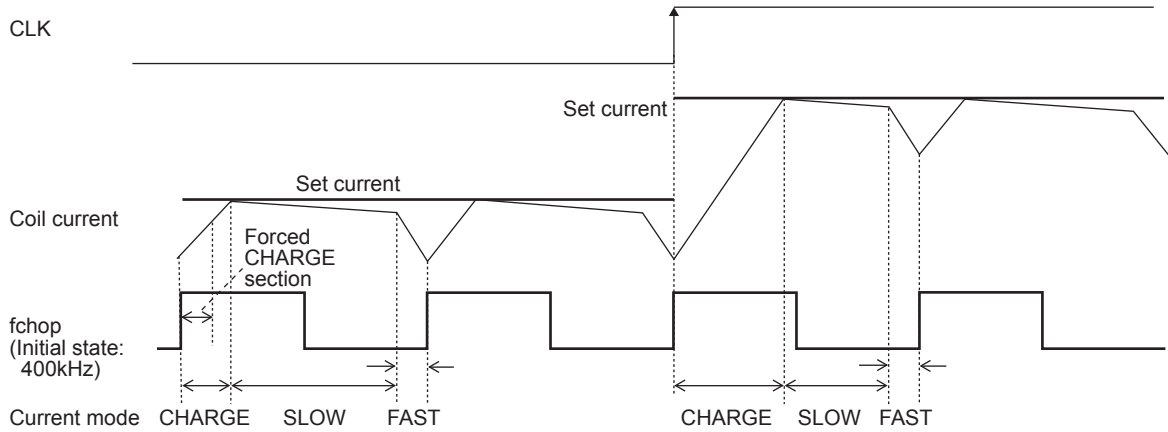 CLK
Set current
Set current
Coil current
Forced
CHARGE
section
fchop
(Initial state:
400kHz)
Current mode CHARGE SLOW FAST CHARGE SLOW FAST